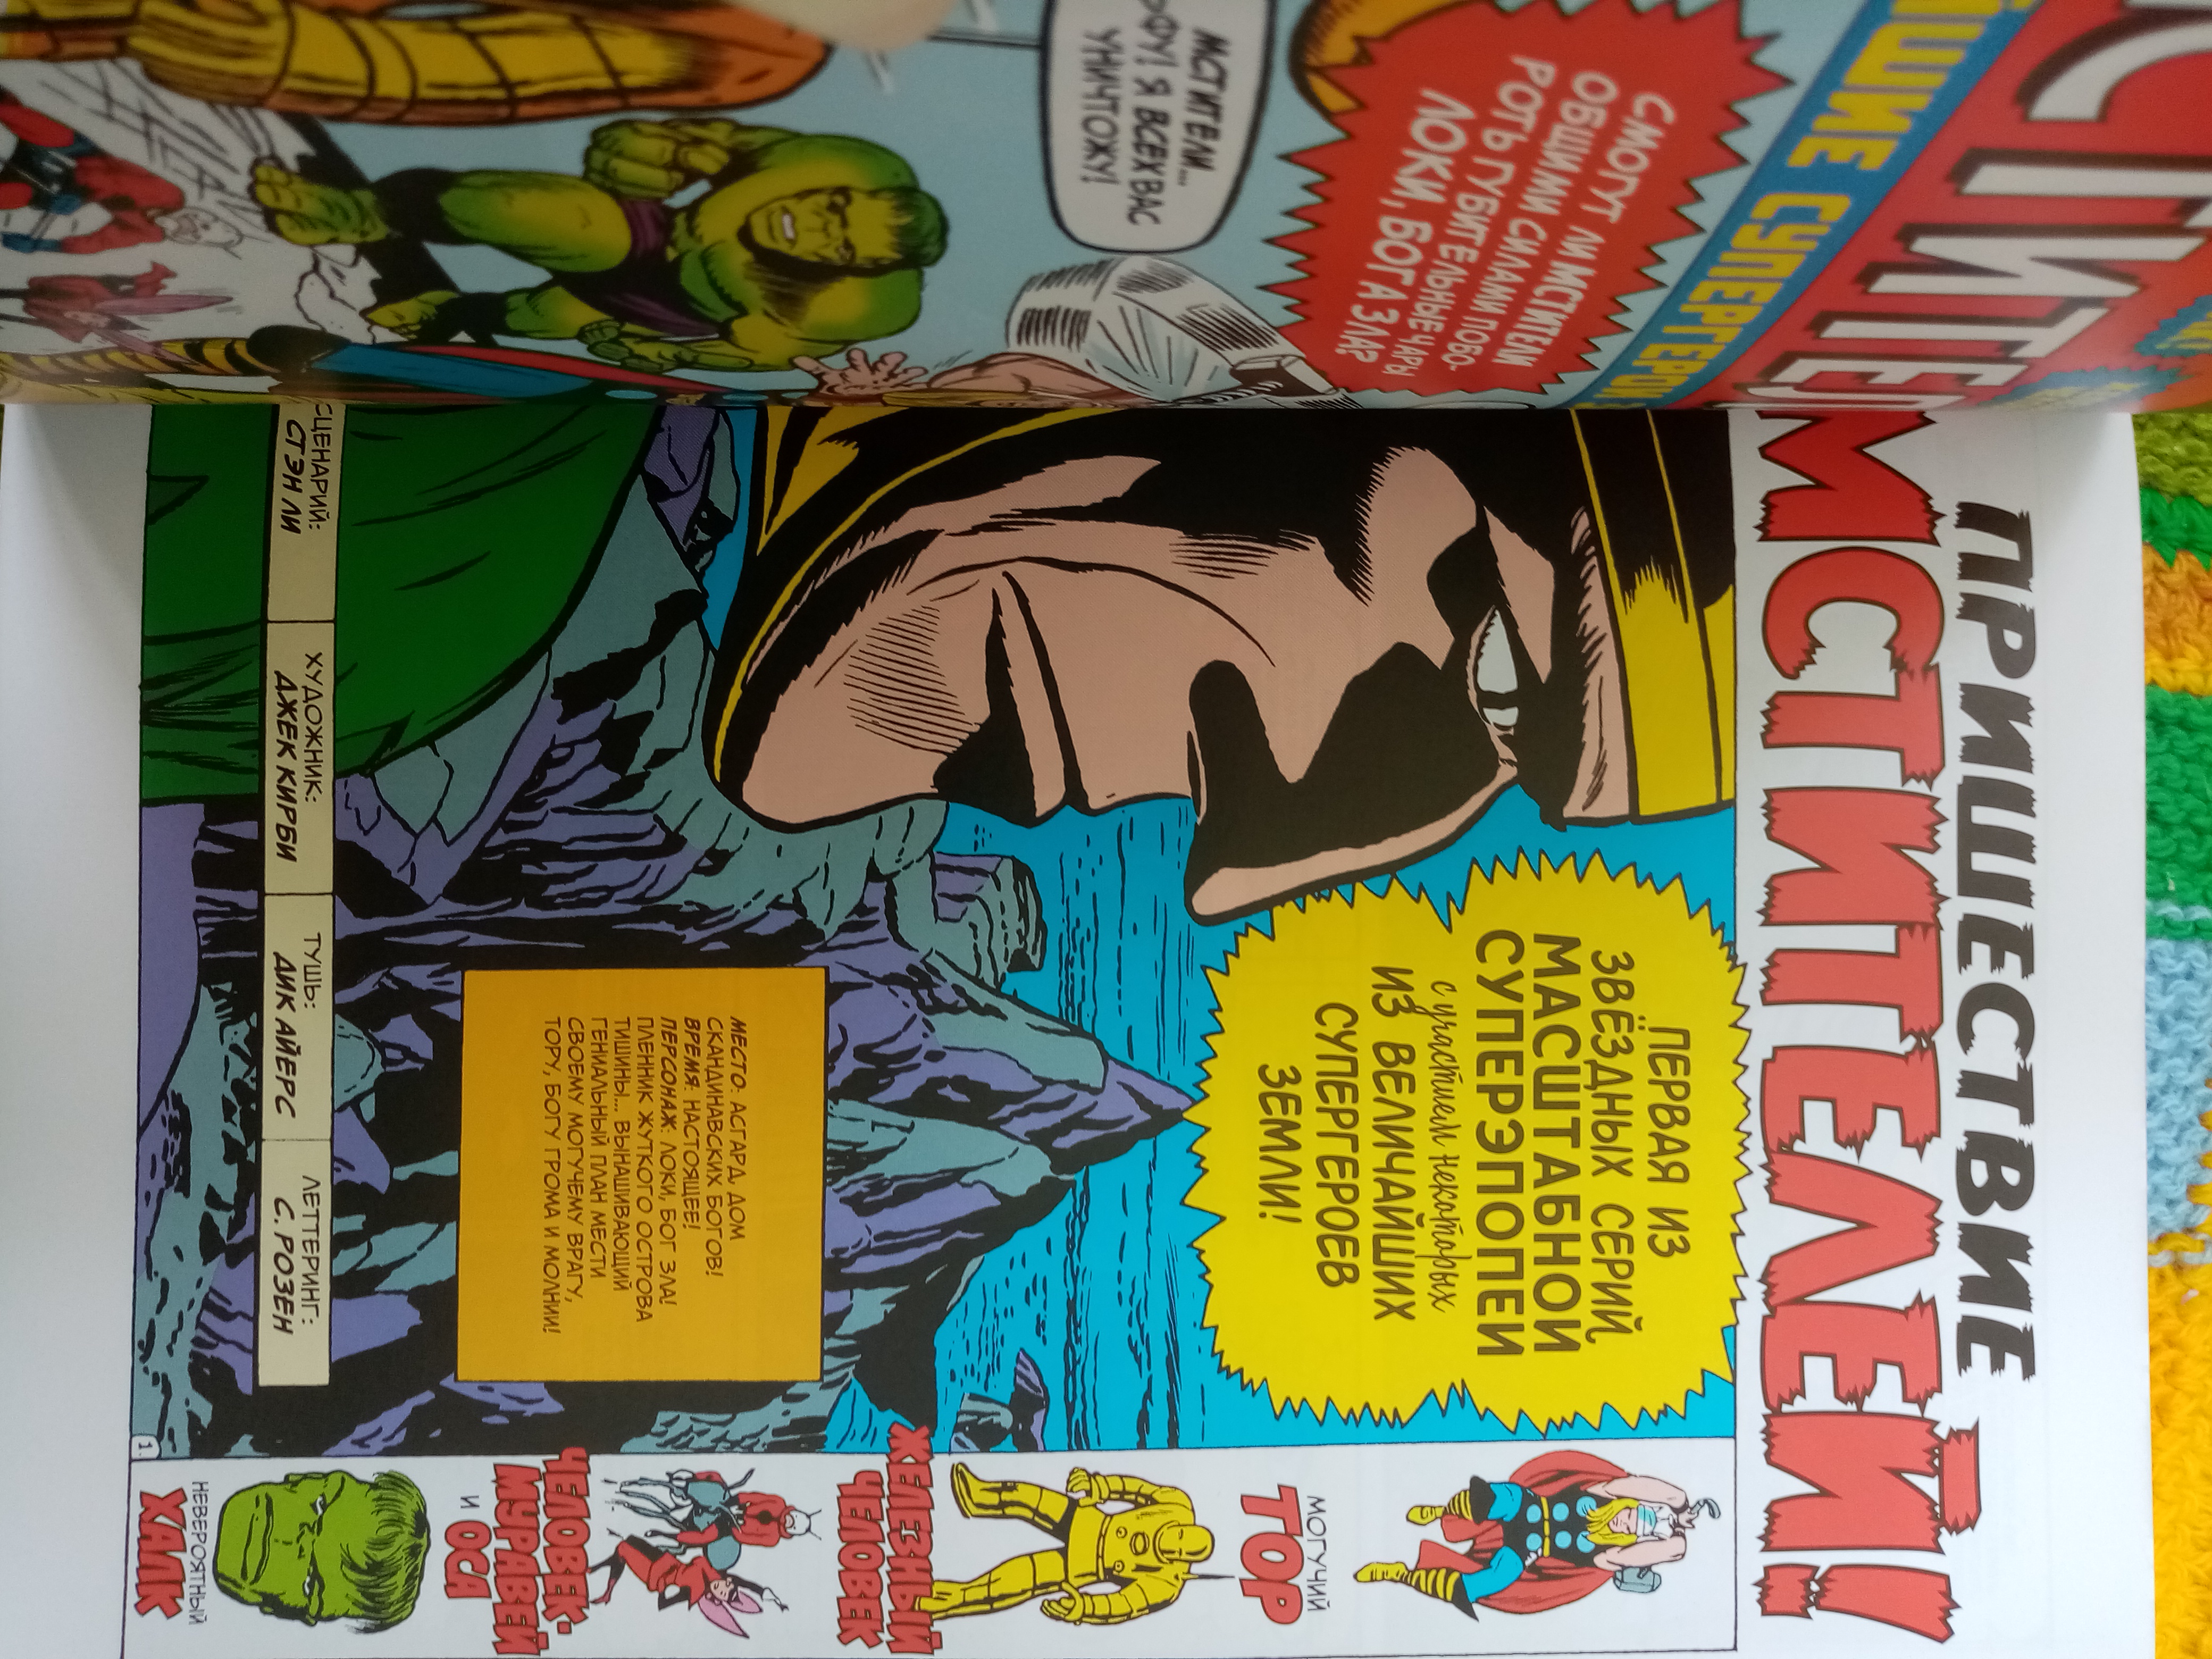 СУПЕРГЕРОИ
СМОГУТ ЛИ МСТИТЕЛИ
ОБЩИМИ СИЛАМИ ПОБО-
РОТЬ ГУБИТЕЛЬНЫЕ ЧАРЫ
ЛОКИ, БОГА ЗЛА?
МСТИТЕЛИ...
Я ВСЕХ ВАС
УНИЧТОЖУ!
ПРИШЕСТВИЕ
МСТИТЕЛЕЙ!
ПЕРВАЯ ИЗ
ЗВЁЗДНЫХ СЕРИЙ
МАСШТАБНОЙ
СУПЕРЭПОПЕИ
с участием некоторых
ИЗ ВЕЛИЧАЙШИХ
СУПЕРГЕРОЕВ
ЗЕМЛИ!
МОГУЧИЙ
ТОР
ЖЕЛЕЗНЫЙ
ЧЕЛОВЕК
ЧЕЛОВЕК-
МУРАВЕЙ
И ОСА
НЕВЕРОЯТНЫЙ
ХАЛК
МЕСТО: АСГАРД, ДОМ
СКАНДИНАВСКИХ БОГОВ!
ВРЕМЯ: НАСТОЯЩЕЕ!
ПЕРСОНАЖ: ЛОКИ, БОГ ЗЛА!
ПЛЕННИК ЖУТКОГО ОСТРОВА
ТИШИНЫ... ВЫНАШИВАЮЩИЙ
ГЕНИАЛЬНЫЙ ПЛАН МЕСТИ
СВОЕМУ МОГУЧЕМУ ВРАГУ,
ТОРУ, БОГУ ГРОМА И МОЛНИИ!
СЦЕНАРИЙ:
СТЭН ЛИ
ХУДОЖНИК:
ДЖЕК КИРБИ
ТУШЬ:
ДИК АЙЕРС
ЛЕТТЕРИНГ:
С. РОЗЕН
1.